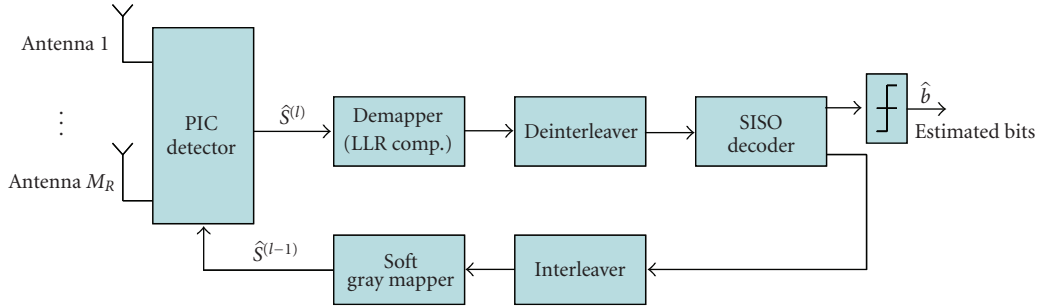 Antenna 1
⋮
Antenna M_R
PIC
detector
Ŝ^(l)
Demapper
(LLR comp.)
Deinterleaver
SISO
decoder
b̂
Estimated bits
Ŝ^(l−1)
Soft
gray mapper
Interleaver